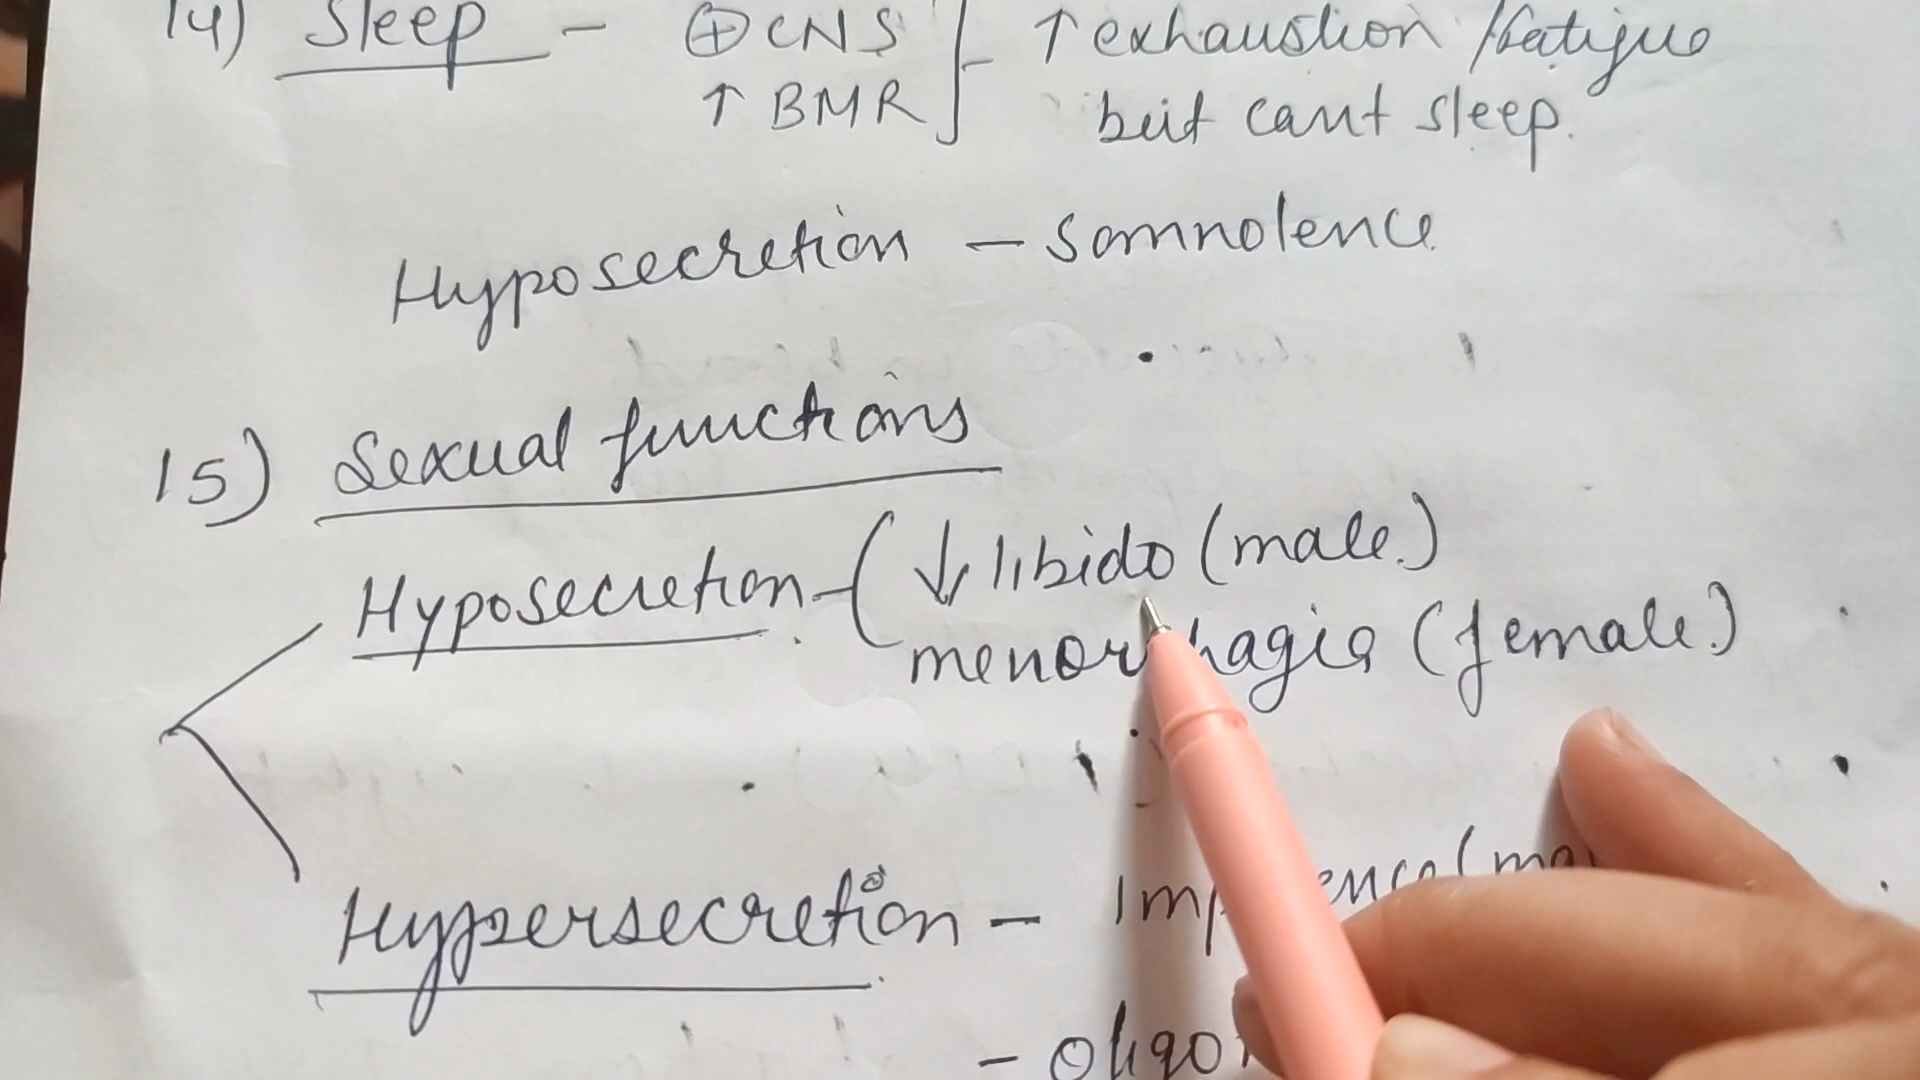 14) Sleep - ⊕ CNS ↑ exhaustion / fatigue
↑ BMR but cant sleep.
Hyposecretion - Somnolence
15) Sexual functions
Hyposecretion - ↓ libido (male)
menorrhagia (female)
Hypersecretion -